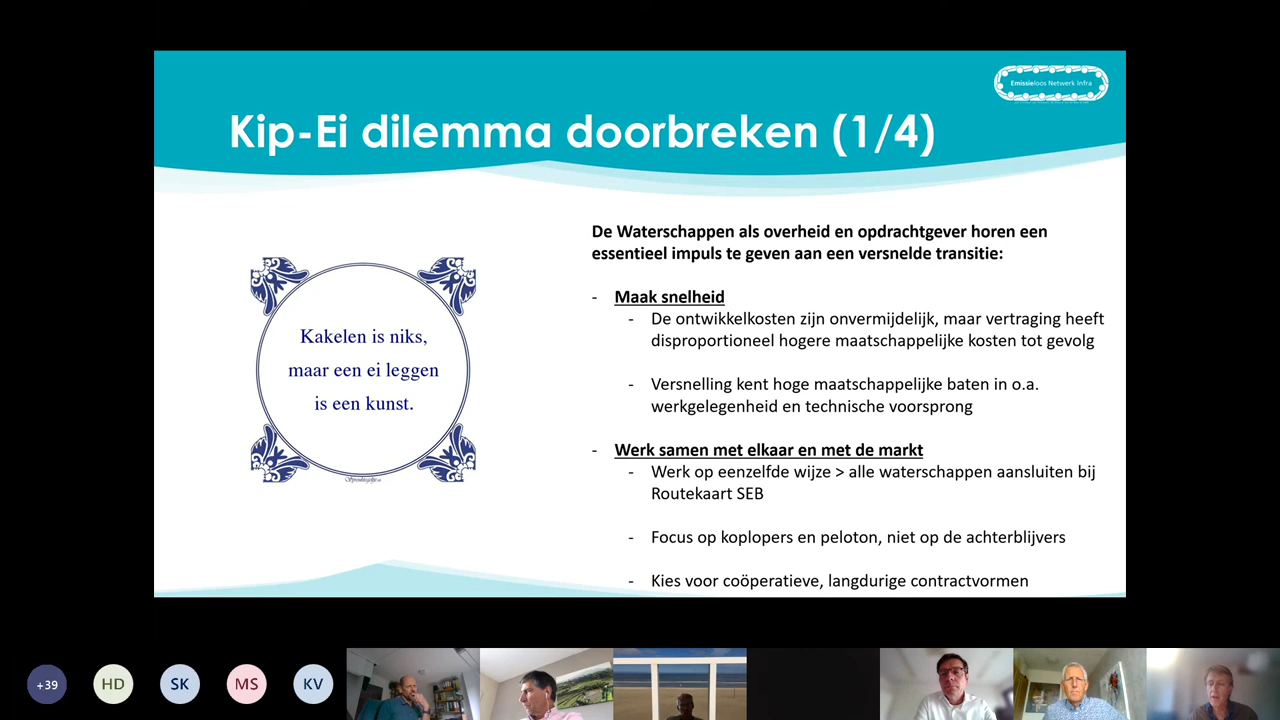 Emissieloos Netwerk Infra
Kip-Ei dilemma doorbreken (1/4)
De Waterschappen als overheid en opdrachtgever horen een
essentieel impuls te geven aan een versnelde transitie:
- Maak snelheid
- De ontwikkelkosten zijn onvermijdelijk, maar vertraging heeft
disproportioneel hogere maatschappelijke kosten tot gevolg
- Versnelling kent hoge maatschappelijke baten in o.a.
werkgelegenheid en technische voorsprong
- Werk samen met elkaar en met de markt
- Werk op eenzelfde wijze > alle waterschappen aansluiten bij
Routekaart SEB
- Focus op koplopers en peloton, niet op de achterblijvers
- Kies voor coöperatieve, langdurige contractvormen
Kakelen is niks,
maar een ei leggen
is een kunst.
+39
HD
SK
MS
KV